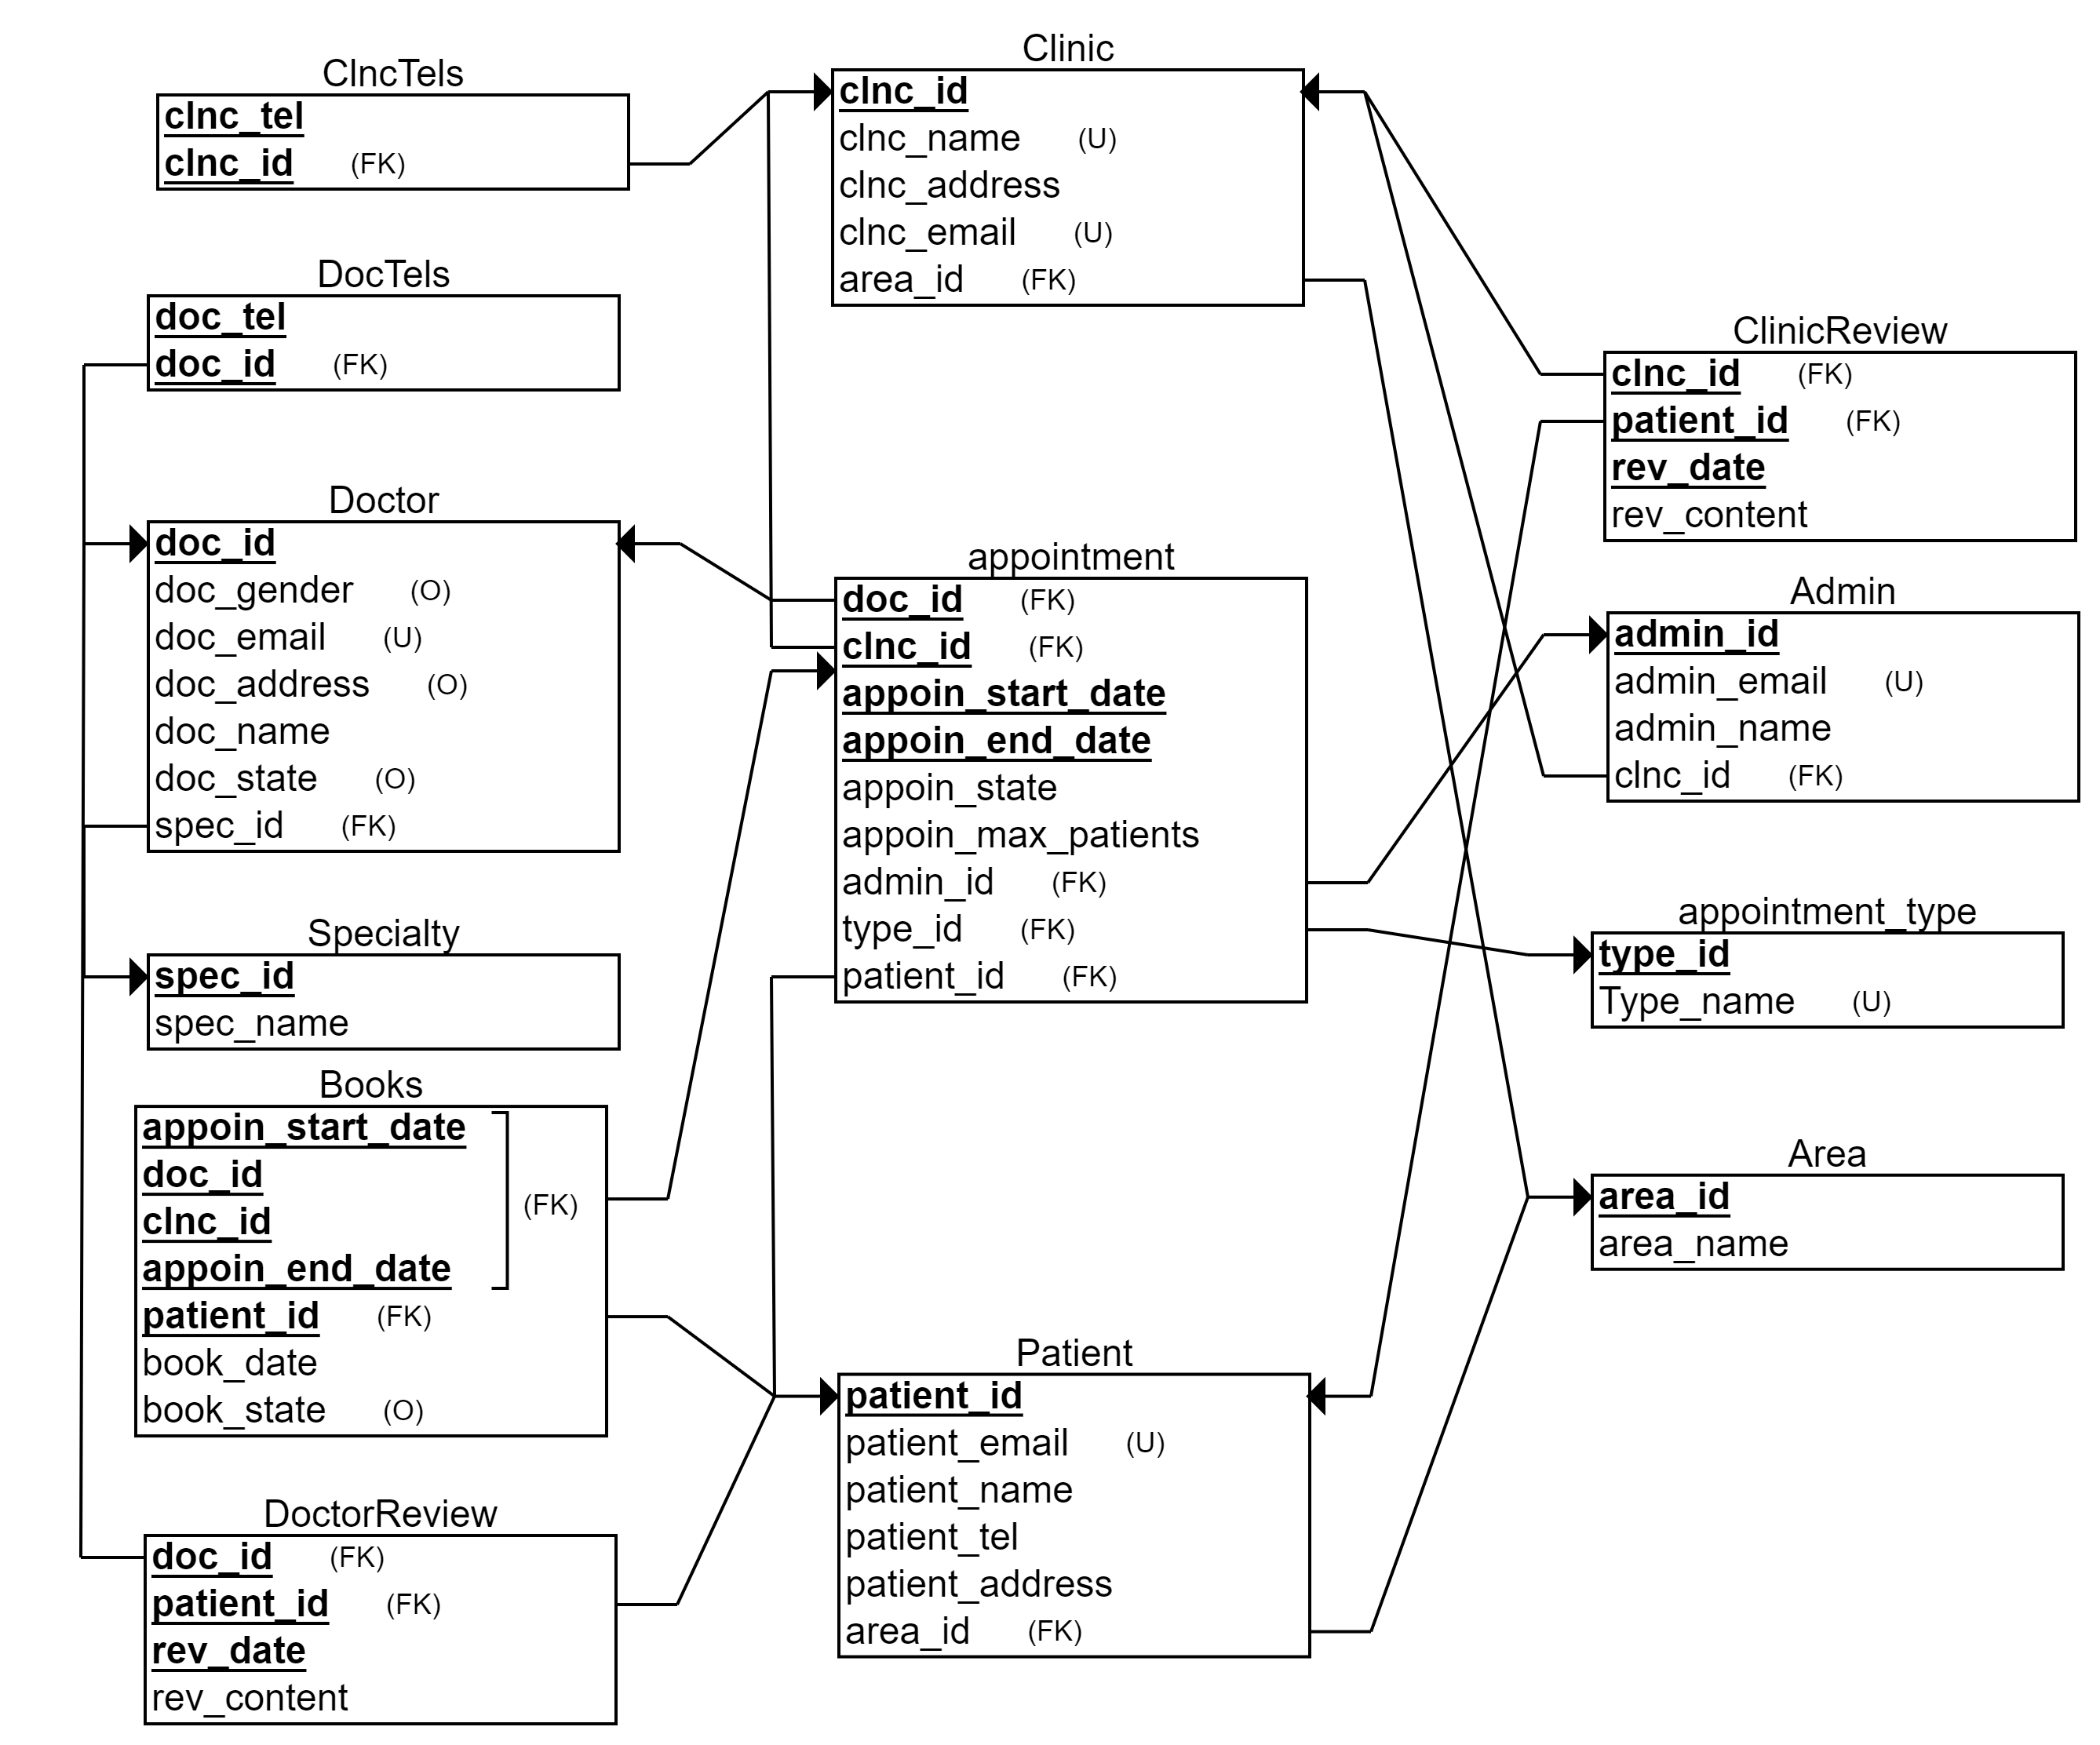 ClncTels
clnc_tel
clnc_id (FK)
DocTels
doc_tel
doc_id (FK)
Doctor
doc_id
doc_gender (O)
doc_email (U)
doc_address (O)
doc_name
doc_state (O)
spec_id (FK)
Specialty
spec_id
spec_name
Books
appoin_start_date
doc_id
clnc_id
appoin_end_date
(FK)
patient_id (FK)
book_date
book_state (O)
DoctorReview
doc_id (FK)
patient_id (FK)
rev_date
rev_content
Clinic
clnc_id
clnc_name (U)
clnc_address
clnc_email (U)
area_id (FK)
appointment
doc_id (FK)
clnc_id (FK)
appoin_start_date
appoin_end_date
appoin_state
appoin_max_patients
admin_id (FK)
type_id (FK)
patient_id (FK)
Patient
patient_id
patient_email (U)
patient_name
patient_tel
patient_address
area_id (FK)
ClinicReview
clnc_id (FK)
patient_id (FK)
rev_date
rev_content
Admin
admin_id
admin_email (U)
admin_name
clnc_id (FK)
appointment_type
type_id
Type_name (U)
Area
area_id
area_name